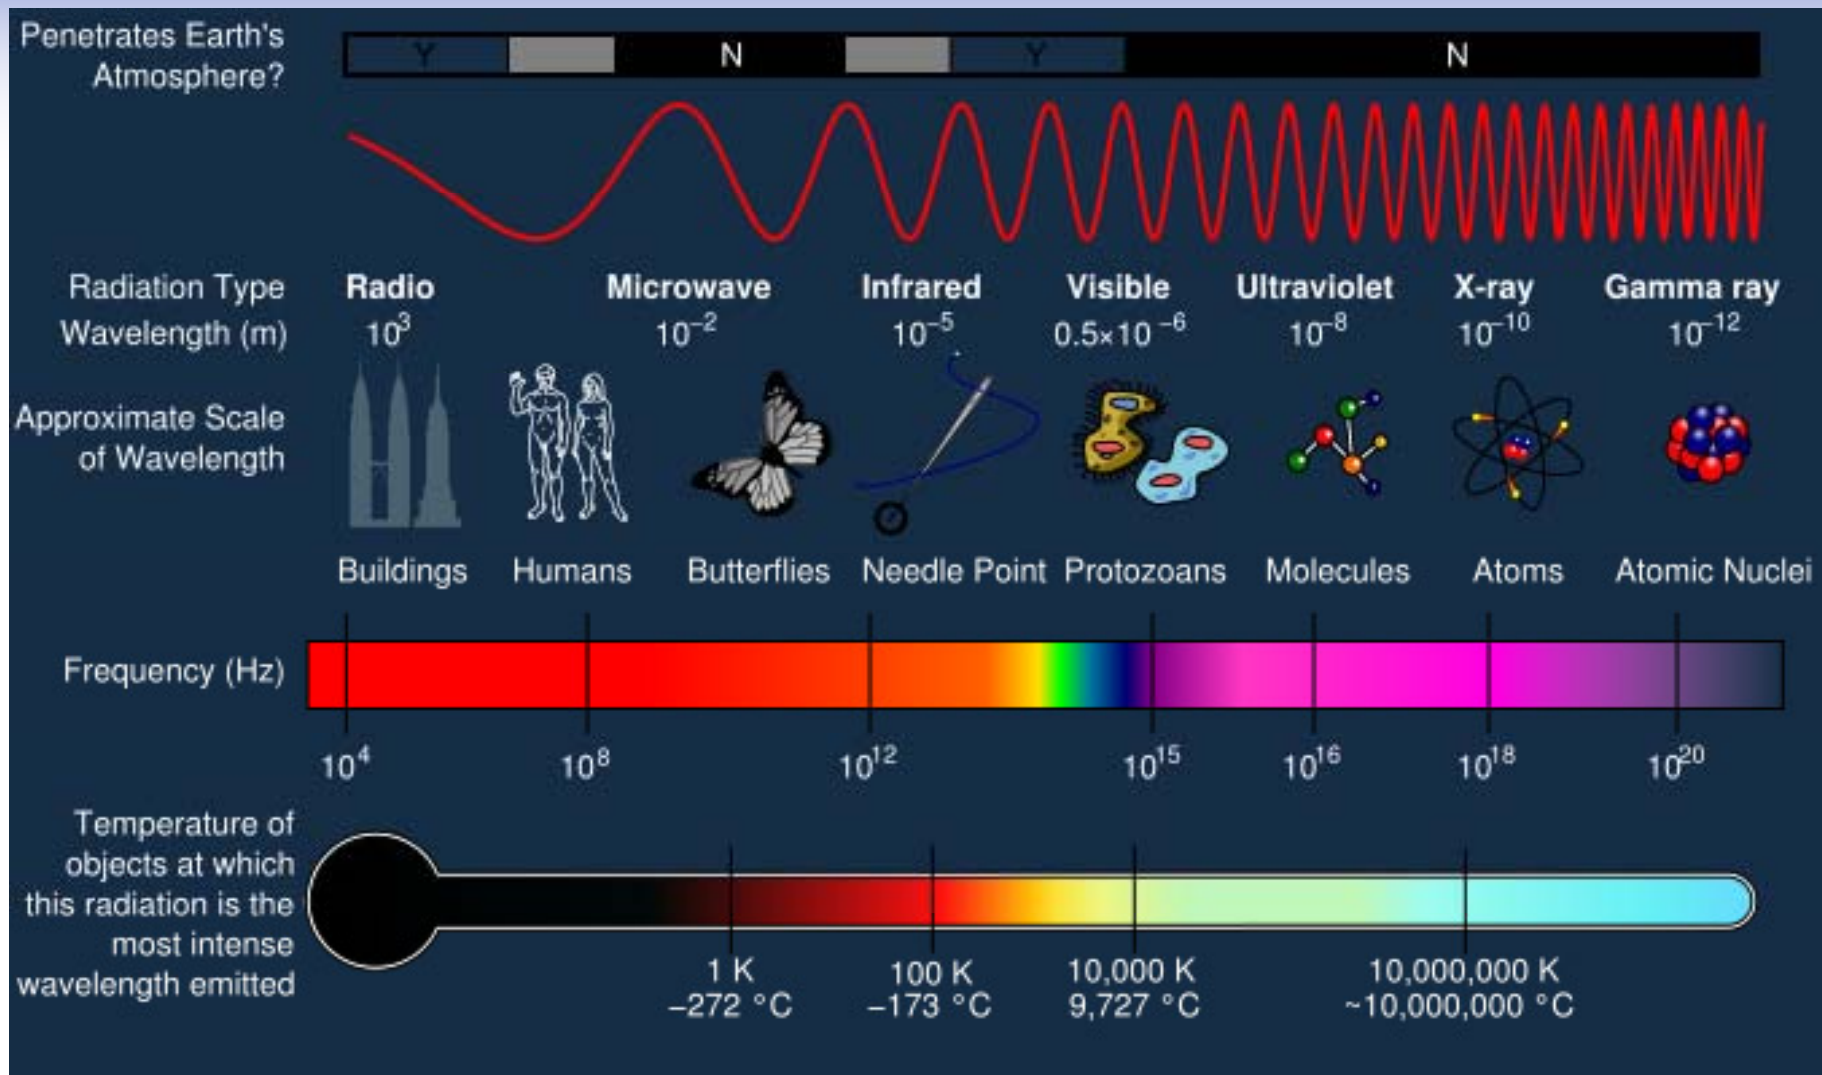 Penetrates Earth's
Atmosphere?
Y N Y N
Radiation Type Radio Microwave Infrared Visible Ultraviolet X-ray Gamma ray
Wavelength (m) 10³ 10⁻² 10⁻⁵ 0.5×10⁻⁶ 10⁻⁸ 10⁻¹⁰ 10⁻¹²
Approximate Scale
of Wavelength
Buildings Humans Butterflies Needle Point Protozoans Molecules Atoms Atomic Nuclei
Frequency (Hz)
10⁴ 10⁸ 10¹² 10¹⁵ 10¹⁶ 10¹⁸ 10²⁰
Temperature of
objects at which
this radiation is the
most intense
wavelength emitted
1 K 100 K 10,000 K 10,000,000 K
−272 °C −173 °C 9,727 °C ~10,000,000 °C